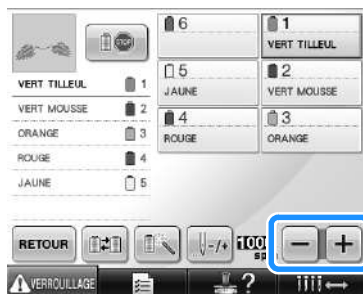 6
1
VERT TILLEUL
STOP
5
JAUNE
2
VERT MOUSSE
4
ROUGE
3
ORANGE
VERT TILLEUL 1
VERT MOUSSE 2
ORANGE 3
ROUGE 4
JAUNE 5
RETOUR
-/+
100
− +
VERROUILLAGE
?